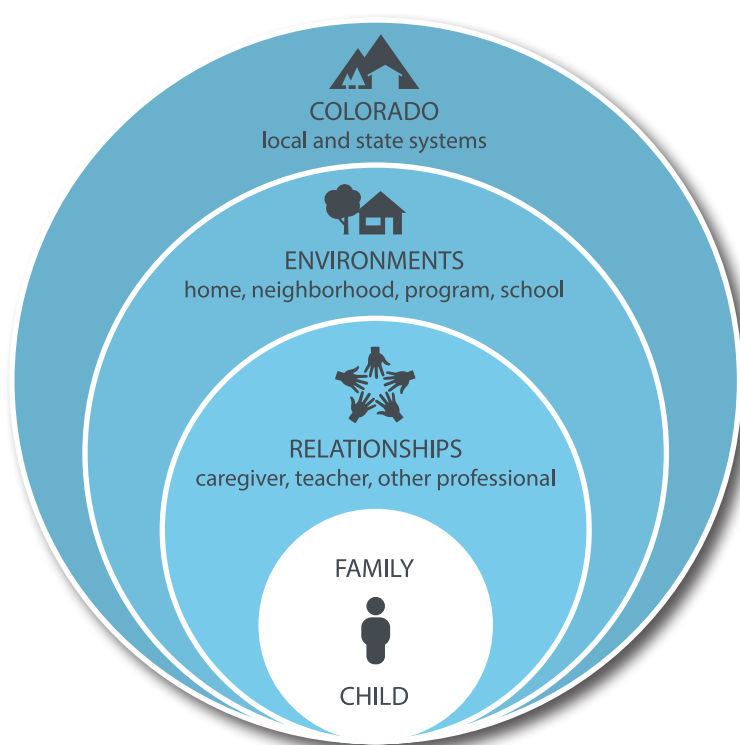 COLORADO
local and state systems
ENVIRONMENTS
home, neighborhood, program, school
RELATIONSHIPS
caregiver, teacher, other professional
FAMILY
CHILD